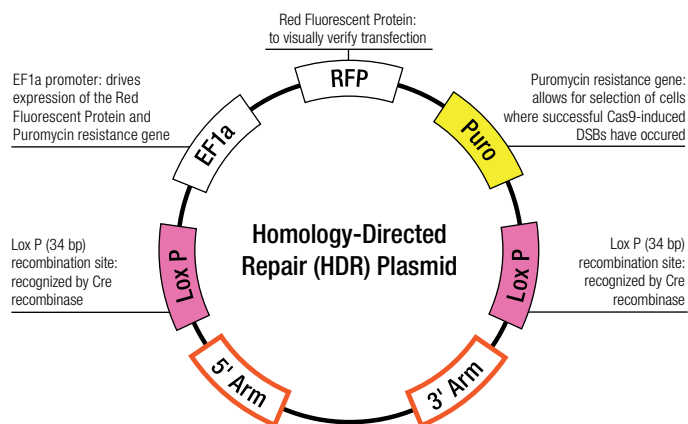 Red Fluorescent Protein:
to visually verify transfection
RFP
EF1a promoter: drives
expression of the Red
Fluorescent Protein and
Puromycin resistance gene
EF1a
Puromycin resistance gene:
allows for selection of cells
where successful Cas9-induced
DSBs have occured
Puro
Homology-Directed
Repair (HDR) Plasmid
Lox P (34 bp)
recombination site:
recognized by Cre
recombinase
Lox P
Lox P (34 bp)
recombination site:
recognized by Cre
recombinase
Lox P
5' Arm
3' Arm